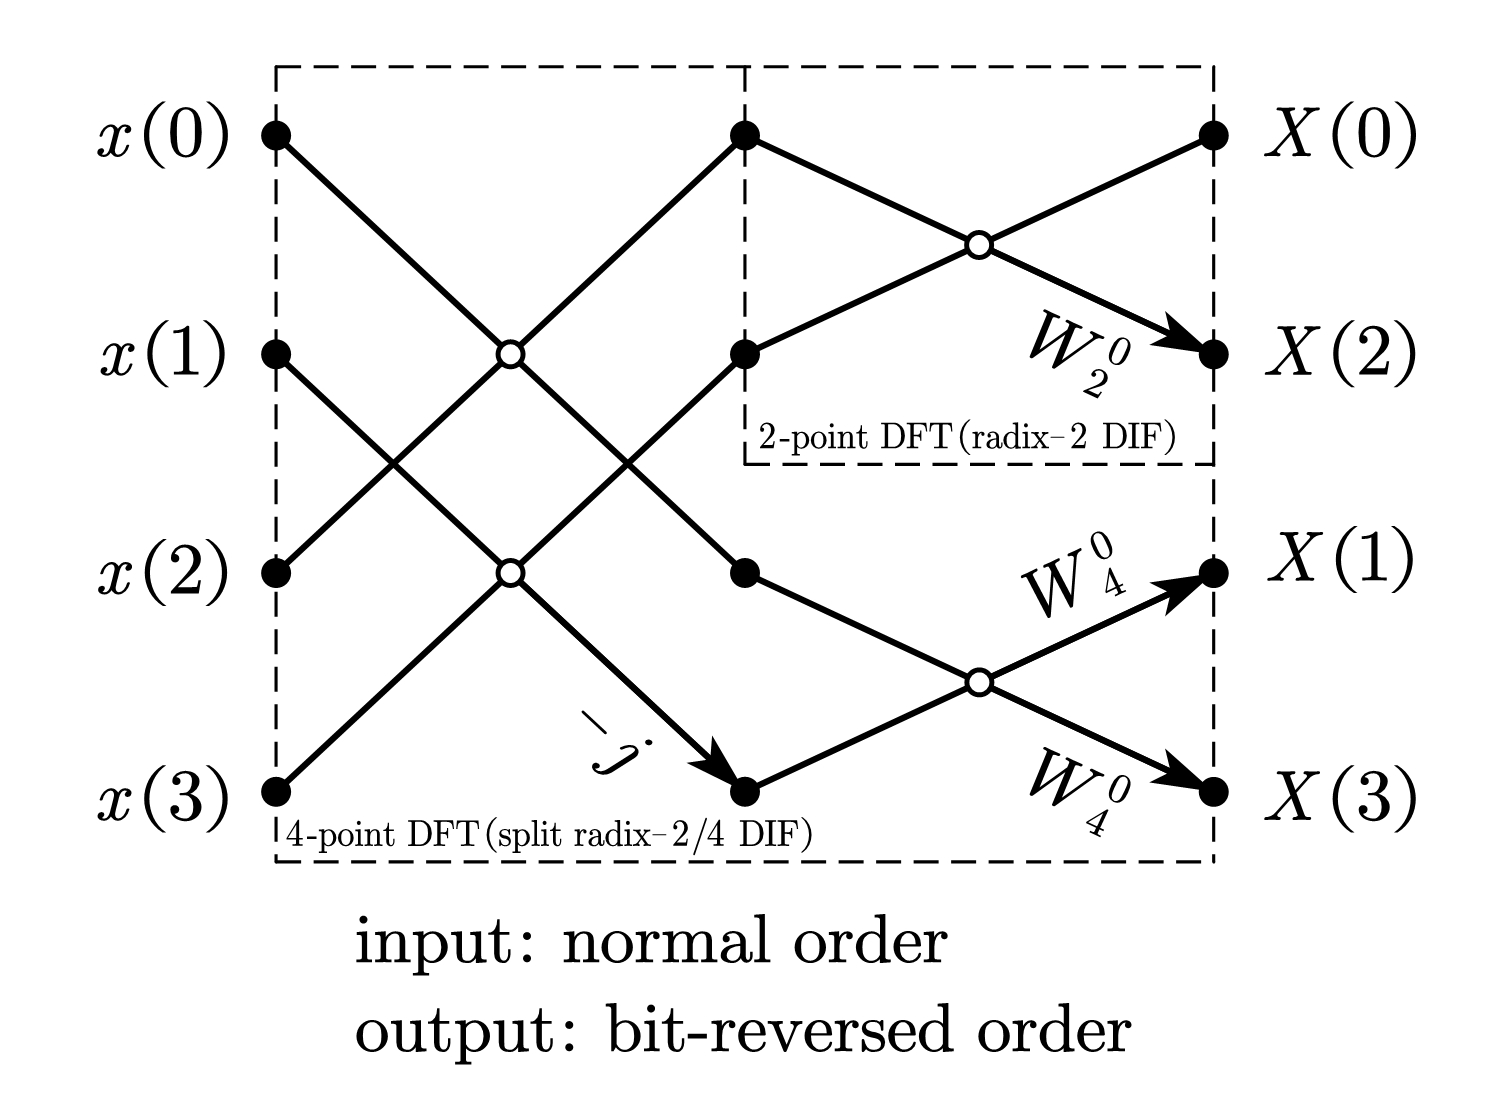 x(0)
X(0)
x(1)
X(2)
W_2^0
2-point DFT(radix–2 DIF)
x(2)
W_4^0
X(1)
−j
x(3)
W_4^0
X(3)
4-point DFT(split radix–2/4 DIF)
input: normal order
output: bit-reversed order